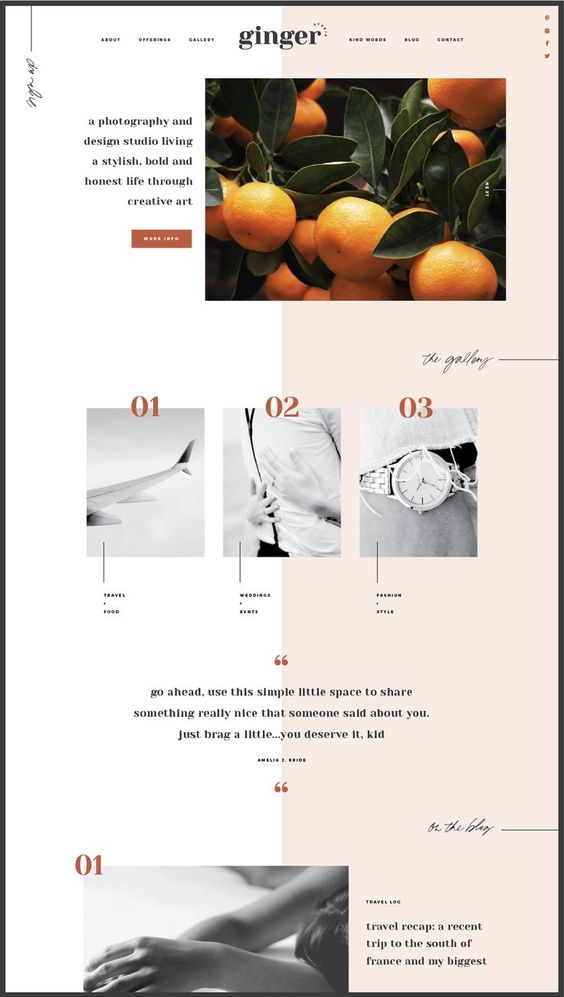 sign up
ABOUT OFFERINGS GALLERY ginger STUDIO KIND WORDS BLOG CONTACT
a photography and
design studio living
a stylish, bold and
honest life through
creative art
MORE INFO
NEXT
the gallery
01 02 03
TRAVEL
•
FOOD
WEDDINGS
•
EVNTS
FASHION
•
STYLE
“
go ahead, use this simple little space to share
something really nice that someone said about you.
just brag a little...you deserve it, kid
AMELIA J. BRIDE
“
on the blog
01
TRAVEL LOG
travel recap: a recent
trip to the south of
france and my biggest